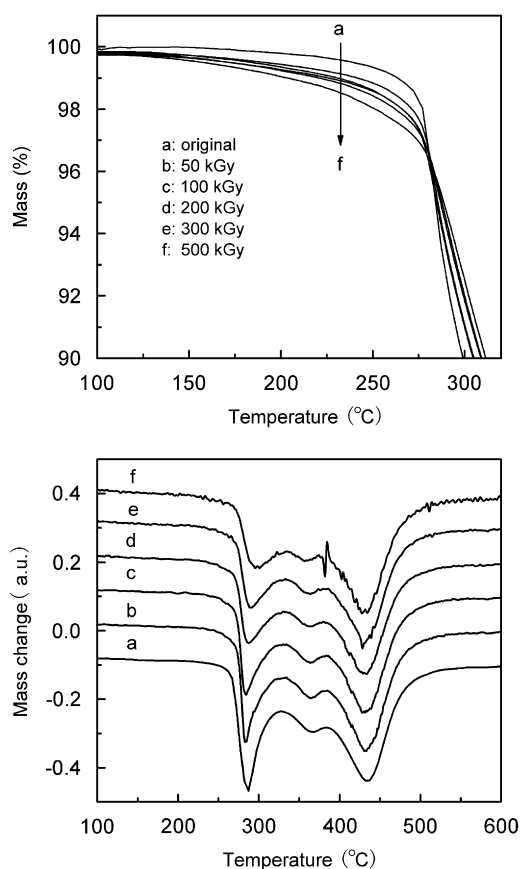 100
98
96
94
92
90
Mass (%)
a
f
a: original
b: 50 kGy
c: 100 kGy
d: 200 kGy
e: 300 kGy
f: 500 kGy
100 150 200 250 300
Temperature (°C)
0.4
0.2
0.0
-0.2
-0.4
Mass change ( a.u.)
f
e
d
c
b
a
100 200 300 400 500 600
Temperature (°C)